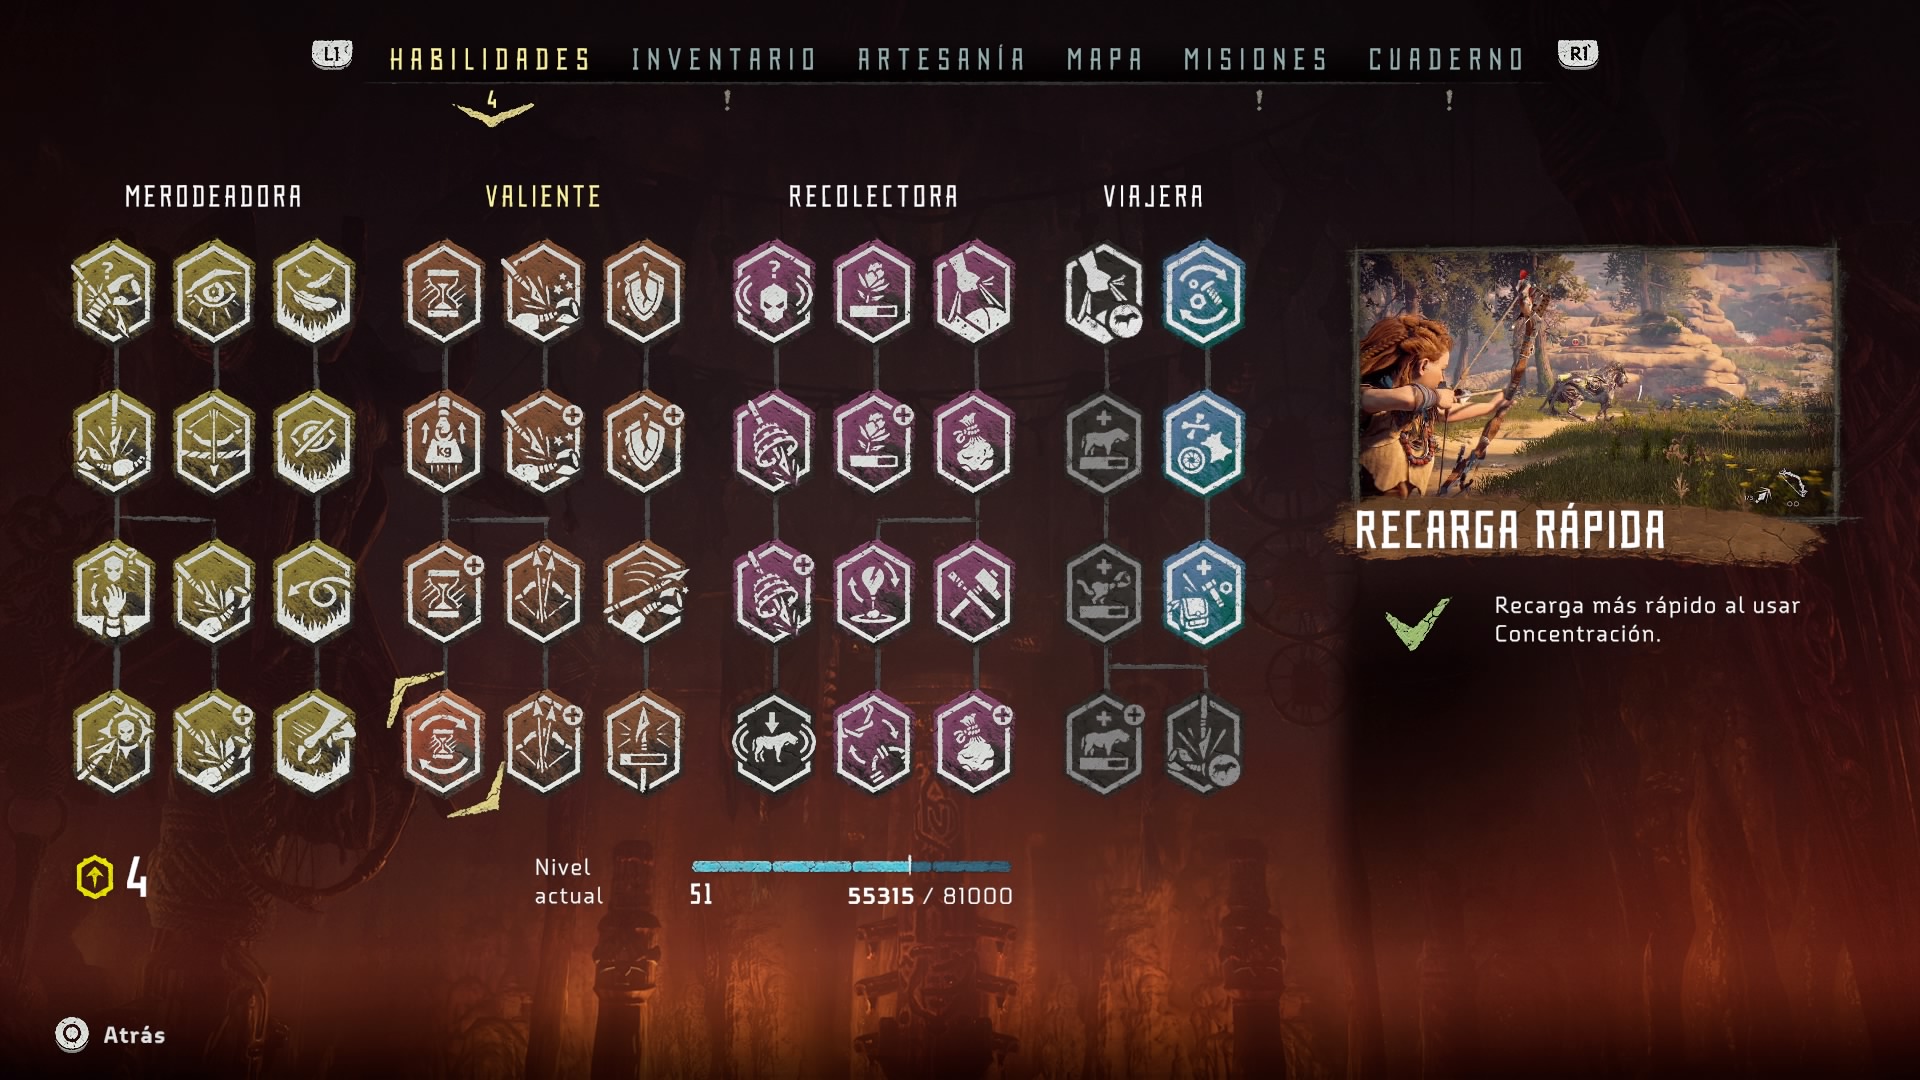 L1 HABILIDADES INVENTARIO ARTESANÍA MAPA MISIONES CUADERNO R1
4 ! ! !
MERODEADORA VALIENTE RECOLECTORA VIAJERA
?
?
kg
?
RECARGA RÁPIDA
Recarga más rápido al usar
Concentración.
4
Nivel
actual
51 55315 / 81000
Atrás